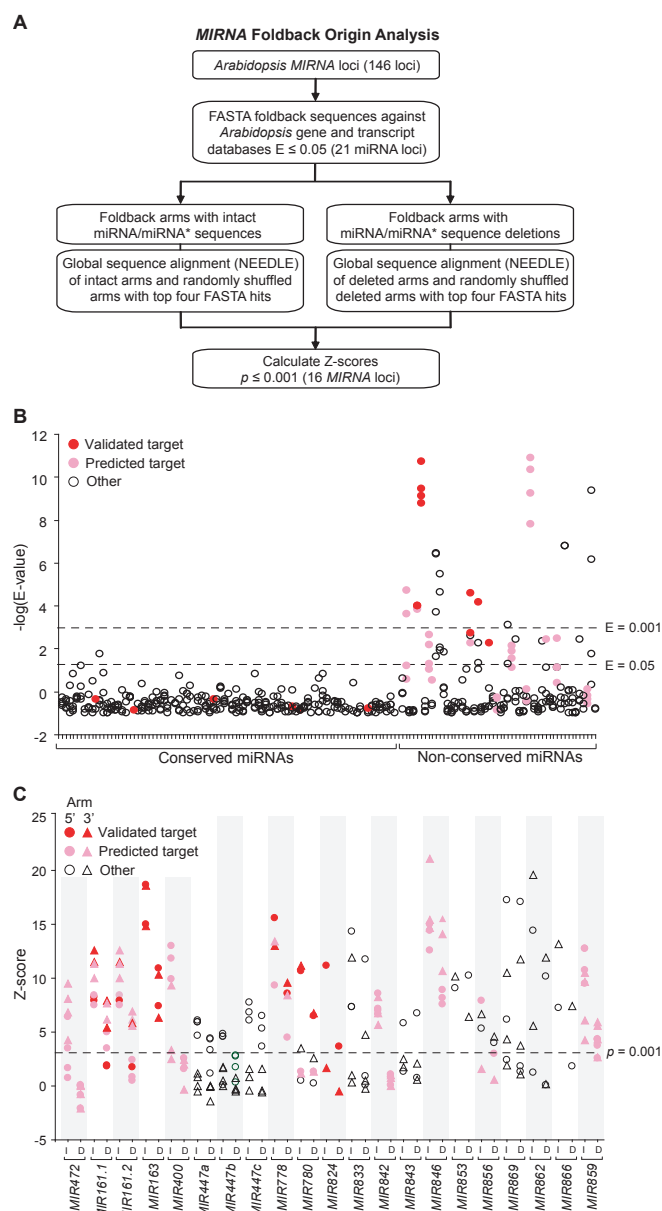 A
MIRNA Foldback Origin Analysis
Arabidopsis MIRNA loci (146 loci)
FASTA foldback sequences against
Arabidopsis gene and transcript
databases E ≤ 0.05 (21 miRNA loci)
Foldback arms with intact
miRNA/miRNA* sequences
Foldback arms with
miRNA/miRNA* sequence deletions
Global sequence alignment (NEEDLE)
of intact arms and randomly shuffled
arms with top four FASTA hits
Global sequence alignment (NEEDLE)
of deleted arms and randomly shuffled
deleted arms with top four FASTA hits
Calculate Z-scores
p ≤ 0.001 (16 MIRNA loci)
B
12
10
8
6
4
2
0
-2
-log(E-value)
Validated target
Predicted target
Other
E = 0.001
E = 0.05
Conserved miRNAs
Non-conserved miRNAs
C
25
20
15
10
5
0
-5
Z-score
Arm
5' 3'
Validated target
Predicted target
Other
p = 0.001
I D I D I D I D I D I D I D I D I D I D I D I D I D I D I D I D I D I D I D I D I D
MIR472
MIR161.1
MIR161.2
MIR163
MIR400
MIR447a
MIR447b
MIR447c
MIR778
MIR780
MIR824
MIR833
MIR842
MIR843
MIR846
MIR853
MIR856
MIR869
MIR862
MIR866
MIR859